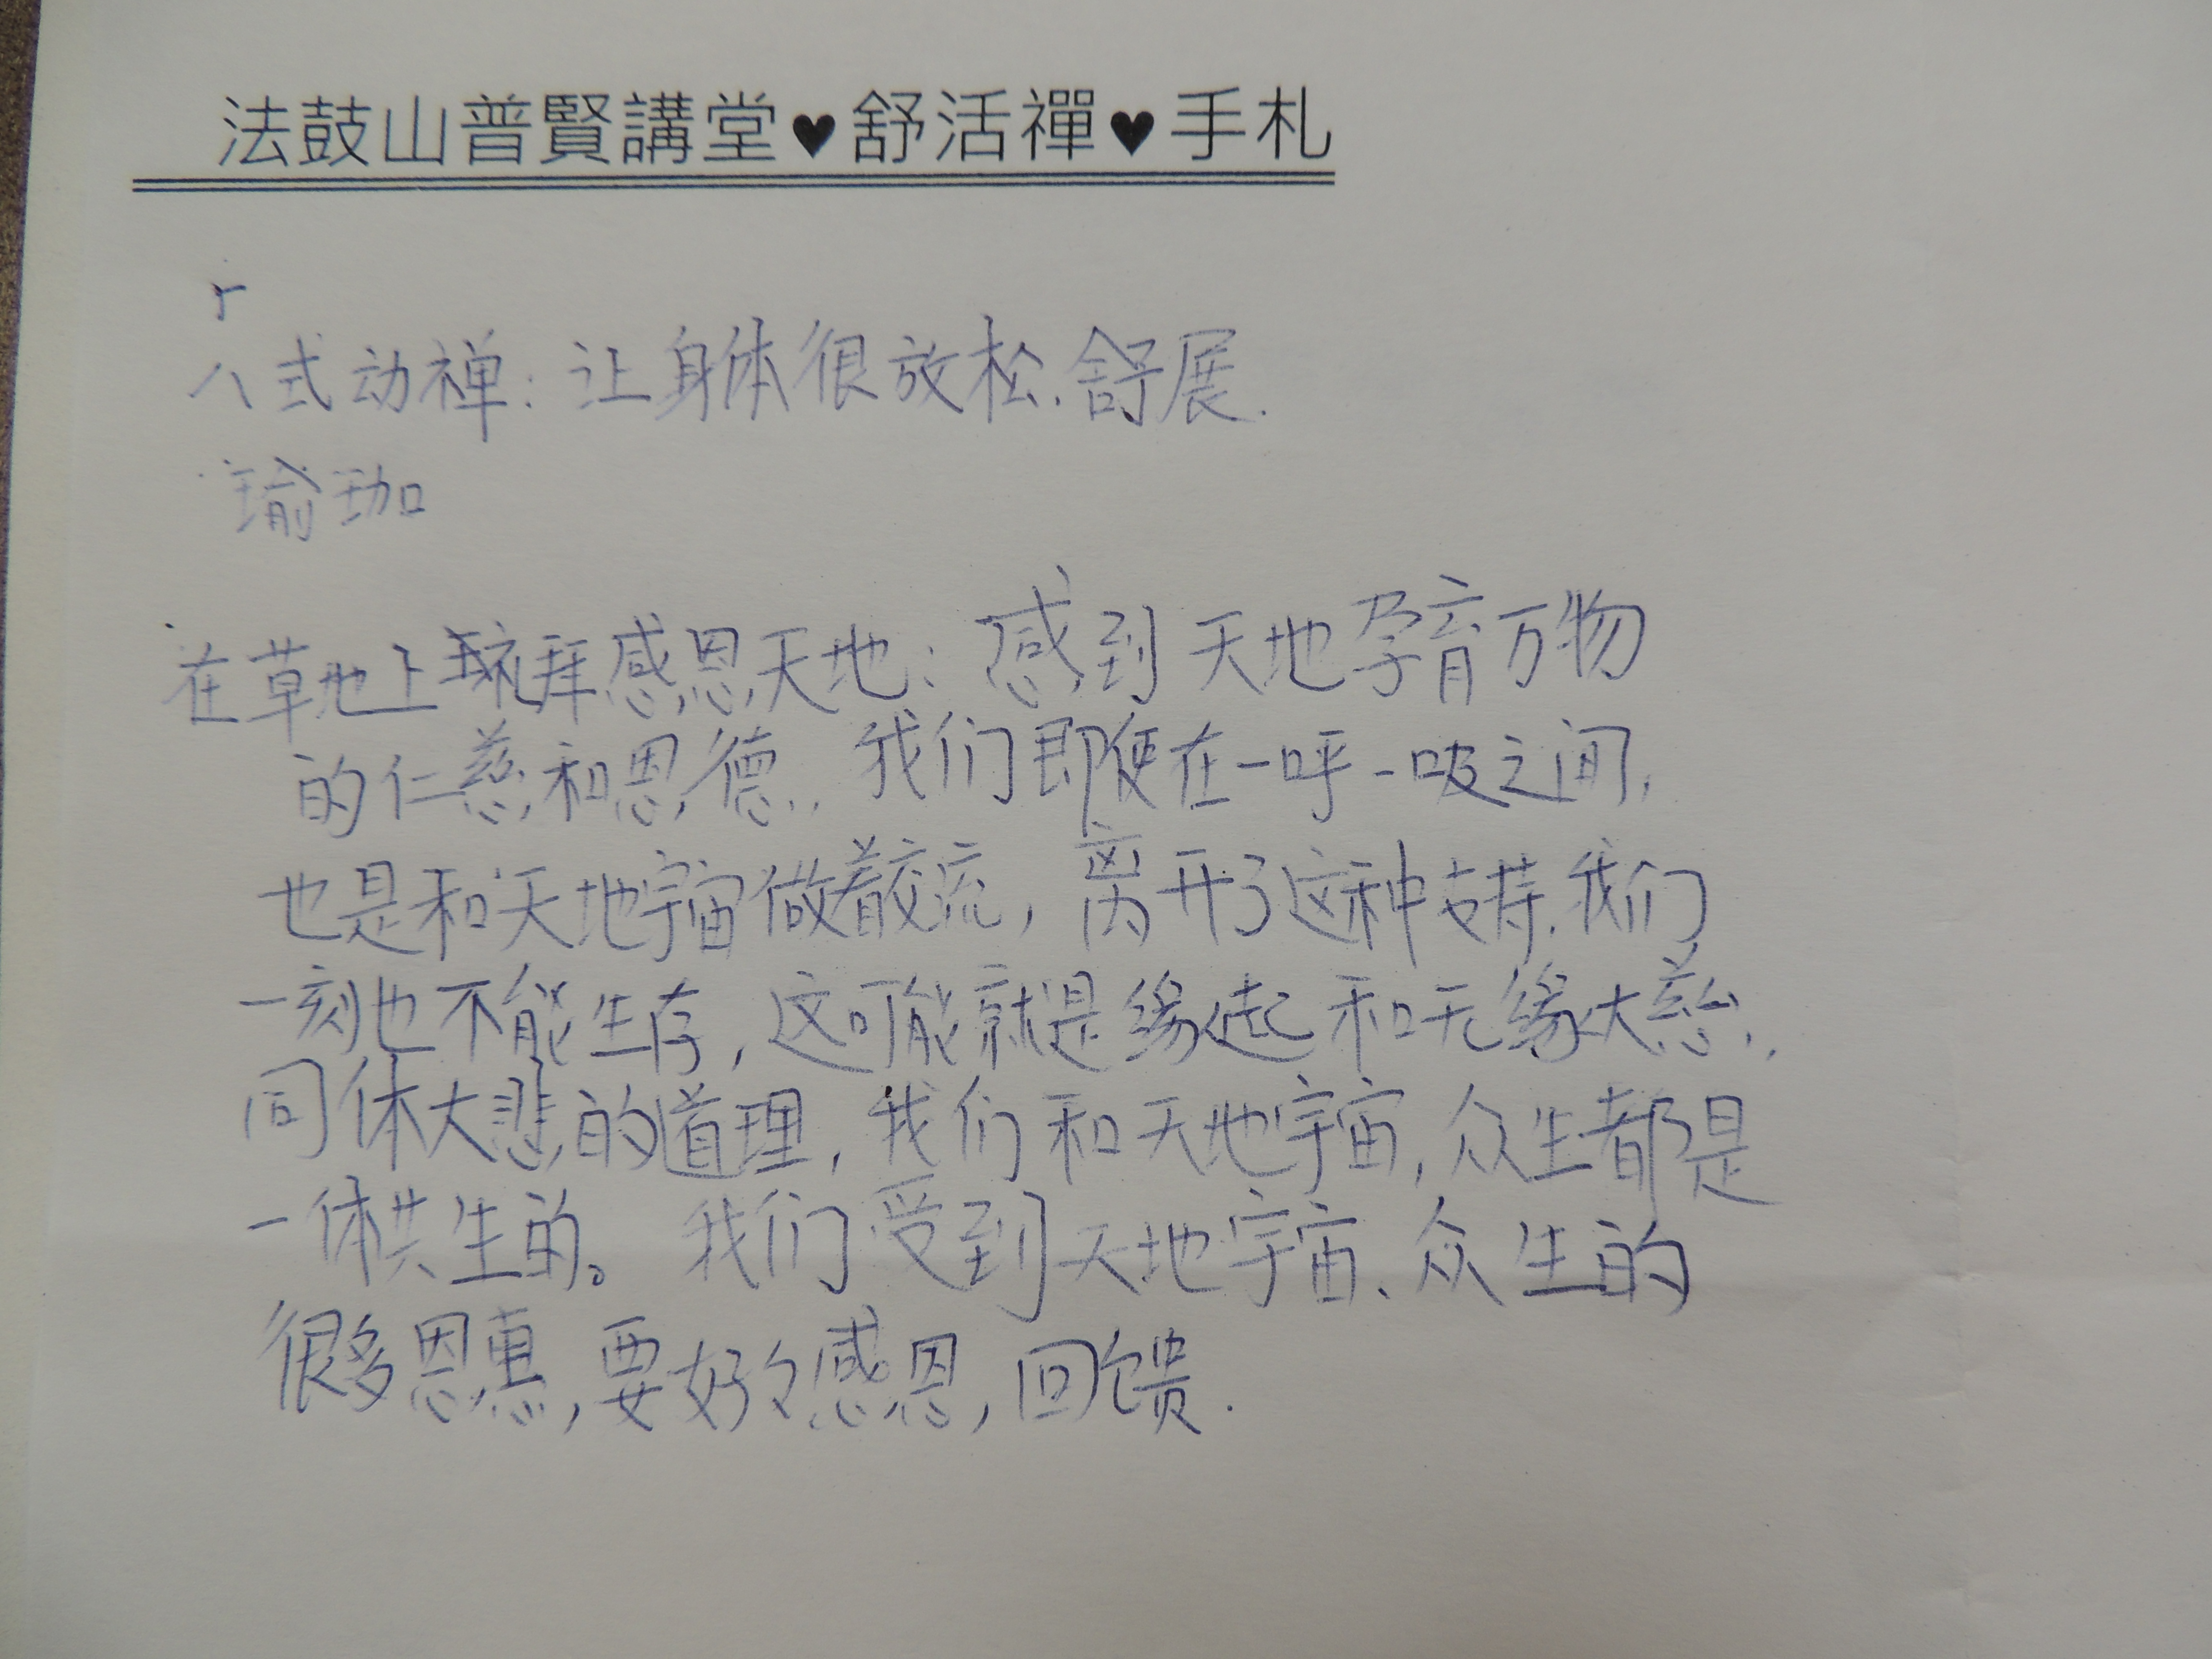 法鼓山普賢講堂♥舒活禪♥手札
八式动禅:让身体很放松.舒展.
瑜珈
在草地上拜感恩天地:感到天地孕育万物
的仁慈和恩德.我们即使在一呼一吸之间,
也是和天地宇宙做着交流,离开了这种支持.我们
一刻也不能生存,这可能就是缘起和无缘大慈.,
同体大悲的道理,我们和天地宇宙,众生都是
一体共生的。我们受到天地宇宙、众生的
很多恩惠,要好々感恩,回馈.